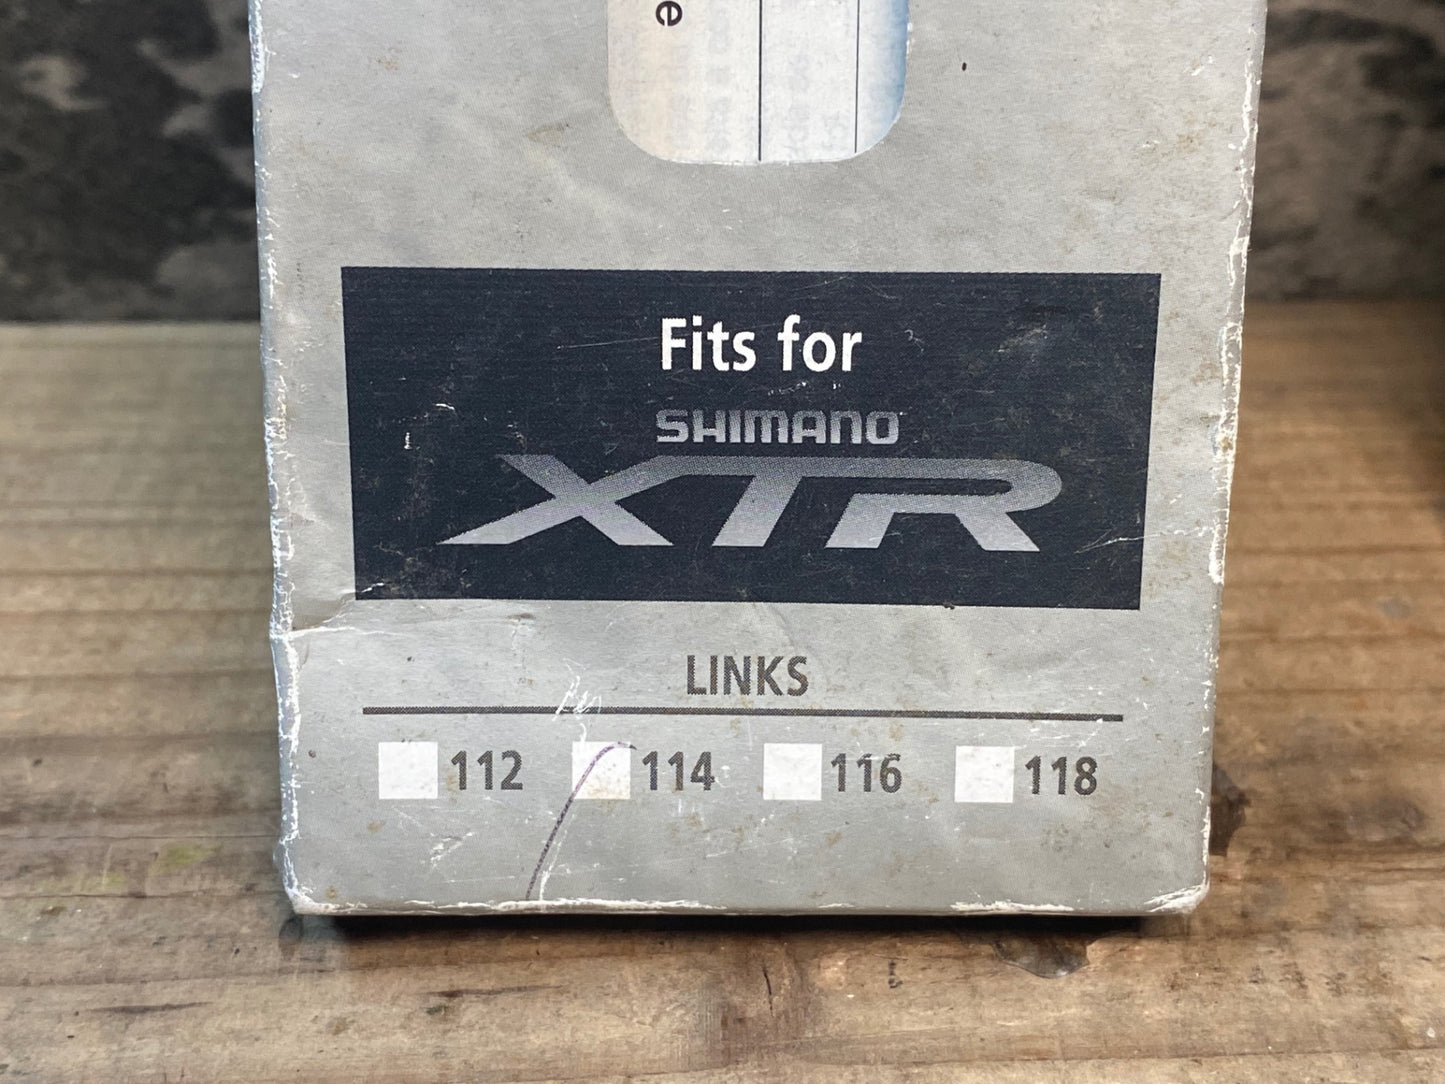 Fits for
SHIMANO
XTR
LINKS
112 114 116 118